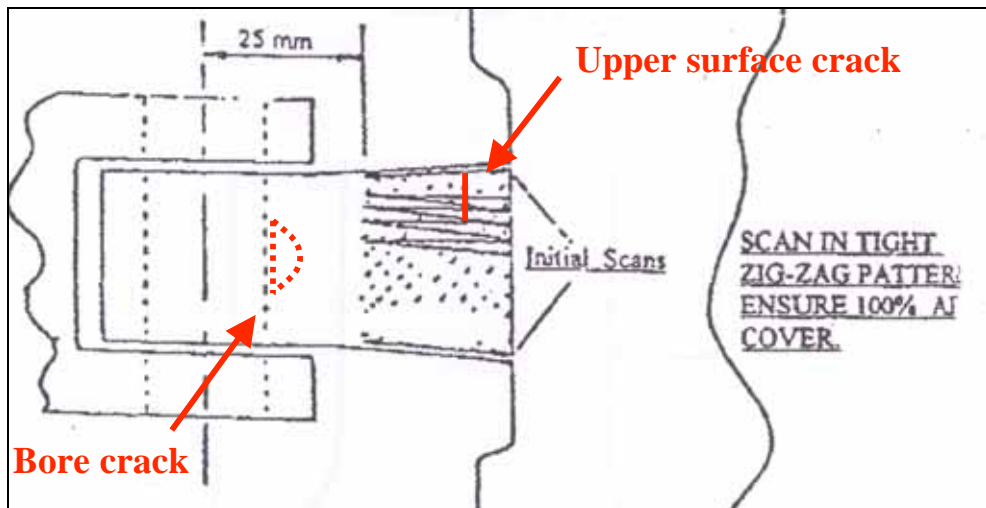 25 mm
Upper surface crack
Initial Scans
SCAN IN TIGHT
ZIG-ZAG PATTER
ENSURE 100% A
COVER.
Bore crack